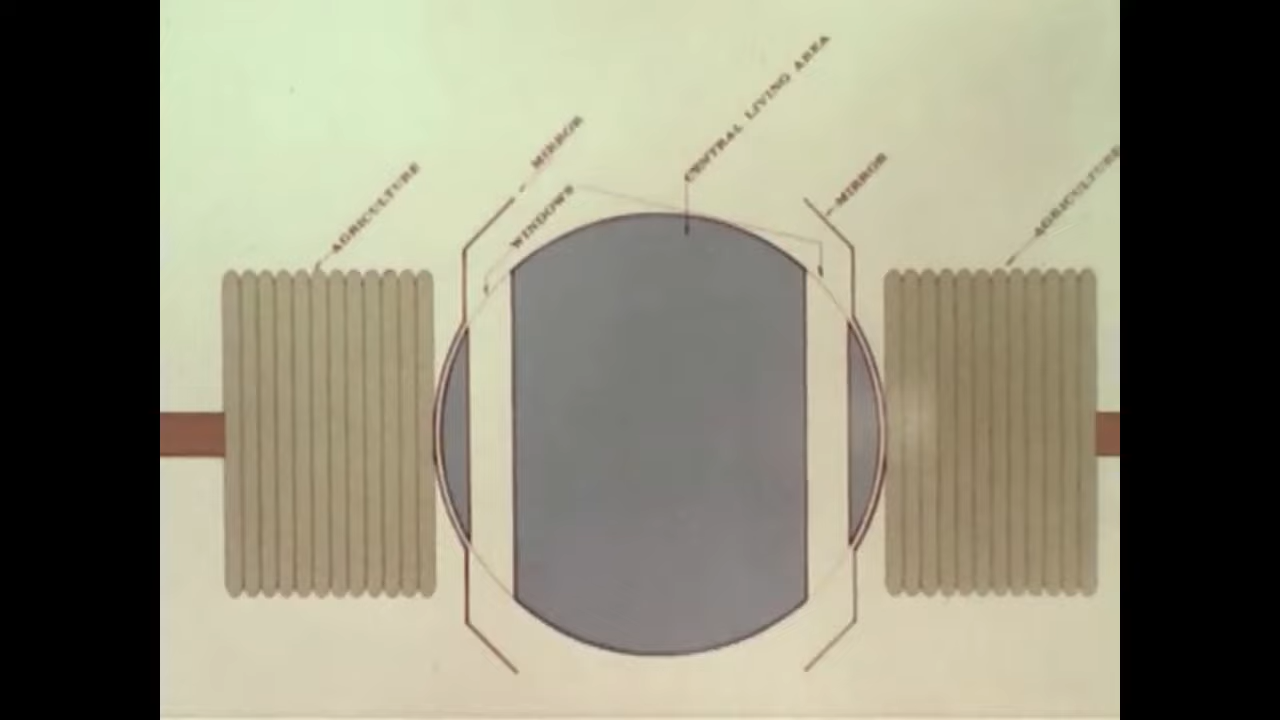 AGRICULTURE
MIRROR
WINDOWS
CENTRAL LIVING AREA
MIRROR
AGRICULTURE